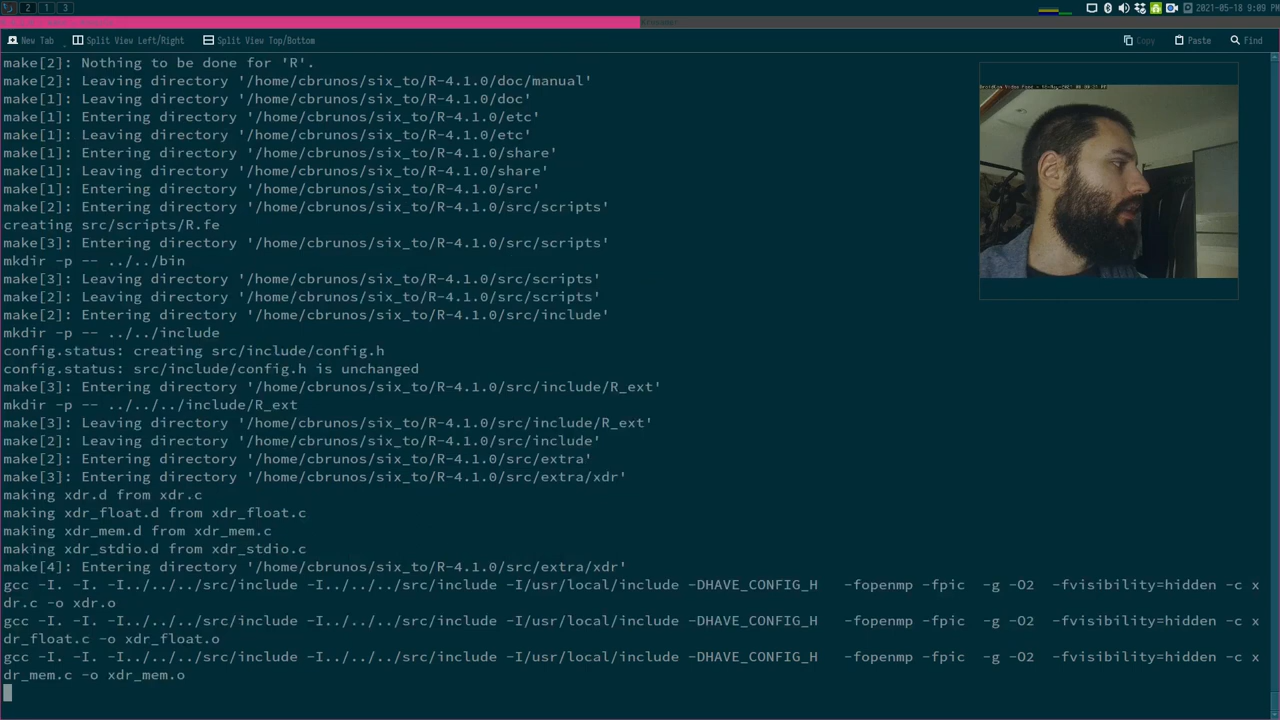 2 1 3
2021-05-18 9:09 PM
New Tab Split View Left/Right Split View Top/Bottom Copy Paste Find
make[2]: Nothing to be done for 'R'.
make[2]: Leaving directory '/home/cbrunos/six_to/R-4.1.0/doc/manual'
make[1]: Leaving directory '/home/cbrunos/six_to/R-4.1.0/doc'
make[1]: Entering directory '/home/cbrunos/six_to/R-4.1.0/etc'
make[1]: Leaving directory '/home/cbrunos/six_to/R-4.1.0/etc'
make[1]: Entering directory '/home/cbrunos/six_to/R-4.1.0/share'
make[1]: Leaving directory '/home/cbrunos/six_to/R-4.1.0/share'
make[1]: Entering directory '/home/cbrunos/six_to/R-4.1.0/src'
make[2]: Entering directory '/home/cbrunos/six_to/R-4.1.0/src/scripts'
creating src/scripts/R.fe
make[3]: Entering directory '/home/cbrunos/six_to/R-4.1.0/src/scripts'
mkdir -p -- ../../bin
make[3]: Leaving directory '/home/cbrunos/six_to/R-4.1.0/src/scripts'
make[2]: Leaving directory '/home/cbrunos/six_to/R-4.1.0/src/scripts'
make[2]: Entering directory '/home/cbrunos/six_to/R-4.1.0/src/include'
mkdir -p -- ../../include
config.status: creating src/include/config.h
config.status: src/include/config.h is unchanged
make[3]: Entering directory '/home/cbrunos/six_to/R-4.1.0/src/include/R_ext'
mkdir -p -- ../../../include/R_ext
make[3]: Leaving directory '/home/cbrunos/six_to/R-4.1.0/src/include/R_ext'
make[2]: Leaving directory '/home/cbrunos/six_to/R-4.1.0/src/include'
make[2]: Entering directory '/home/cbrunos/six_to/R-4.1.0/src/extra'
make[3]: Entering directory '/home/cbrunos/six_to/R-4.1.0/src/extra/xdr'
making xdr.d from xdr.c
making xdr_float.d from xdr_float.c
making xdr_mem.d from xdr_mem.c
making xdr_stdio.d from xdr_stdio.c
make[4]: Entering directory '/home/cbrunos/six_to/R-4.1.0/src/extra/xdr'
gcc -I. -I. -I../../../src/include -I../../../src/include -I/usr/local/include -DHAVE_CONFIG_H   -fopenmp -fpic  -g -O2  -fvisibility=hidden -c x
dr.c -o xdr.o
gcc -I. -I. -I../../../src/include -I../../../src/include -I/usr/local/include -DHAVE_CONFIG_H   -fopenmp -fpic  -g -O2  -fvisibility=hidden -c x
dr_float.c -o xdr_float.o
gcc -I. -I. -I../../../src/include -I../../../src/include -I/usr/local/include -DHAVE_CONFIG_H   -fopenmp -fpic  -g -O2  -fvisibility=hidden -c x
dr_mem.c -o xdr_mem.o